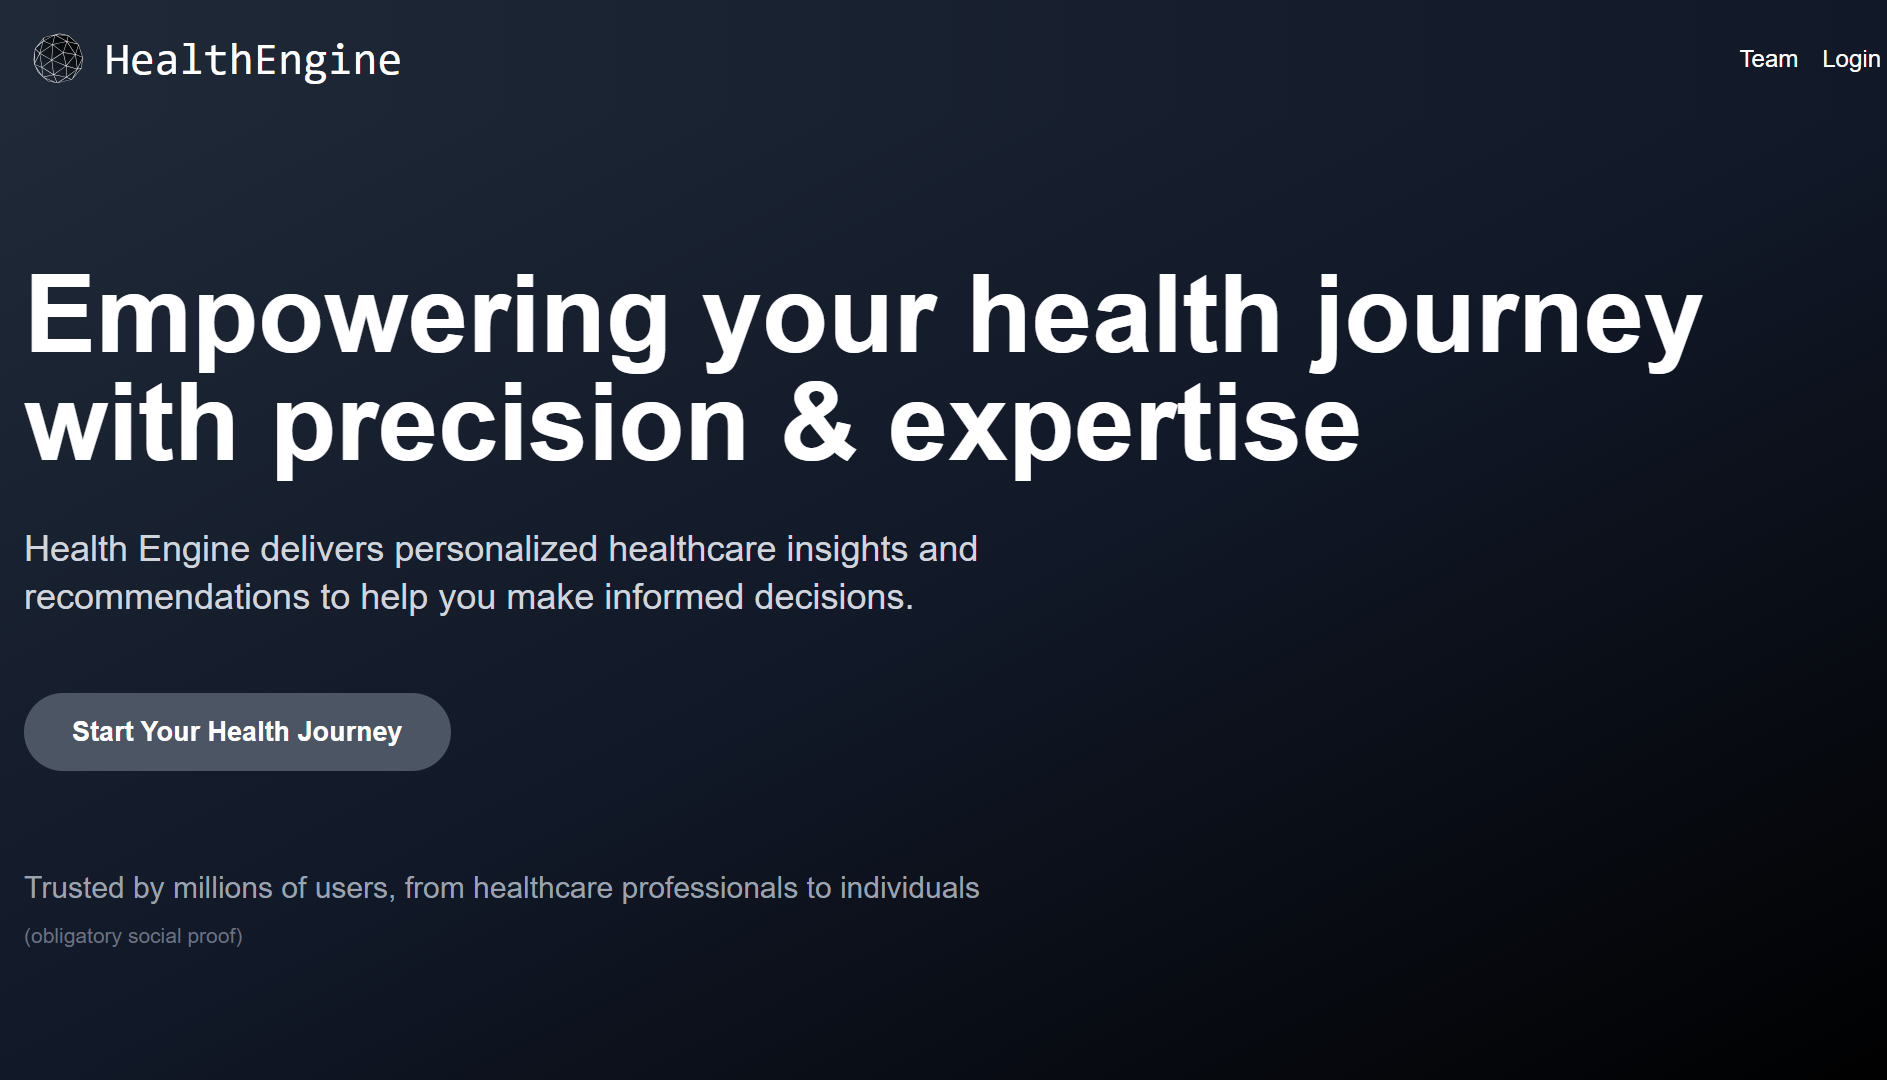 HealthEngine
Team
Login
Empowering your health journey
with precision & expertise
Health Engine delivers personalized healthcare insights and
recommendations to help you make informed decisions.
Start Your Health Journey
Trusted by millions of users, from healthcare professionals to individuals
(obligatory social proof)